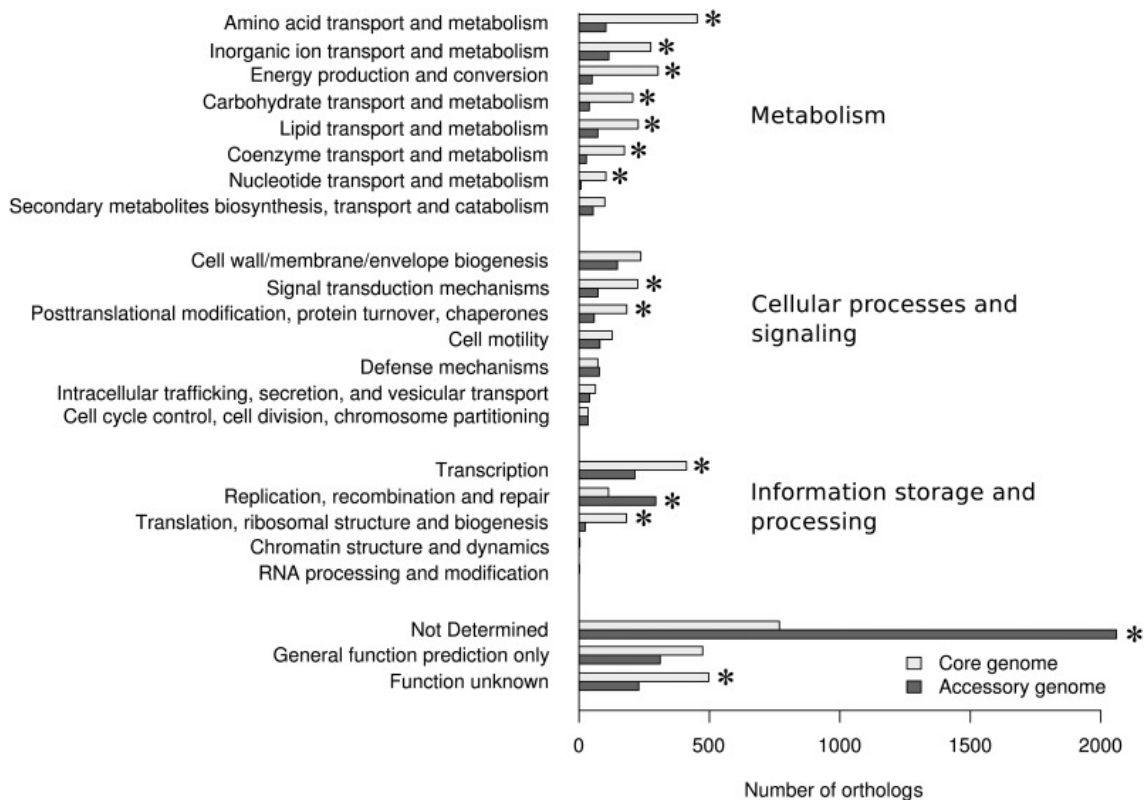 Amino acid transport and metabolism
*
Inorganic ion transport and metabolism
*
Energy production and conversion
*
Carbohydrate transport and metabolism
*
Metabolism
Lipid transport and metabolism
*
Coenzyme transport and metabolism
*
Nucleotide transport and metabolism
*
Secondary metabolites biosynthesis, transport and catabolism
Cell wall/membrane/envelope biogenesis
Signal transduction mechanisms
*
Cellular processes and
signaling
Posttranslational modification, protein turnover, chaperones
*
Cell motility
Defense mechanisms
Intracellular trafficking, secretion, and vesicular transport
Cell cycle control, cell division, chromosome partitioning
Transcription
*
Replication, recombination and repair
*
Information storage and
processing
Translation, ribosomal structure and biogenesis
*
Chromatin structure and dynamics
RNA processing and modification
Not Determined
*
General function prediction only
Function unknown
*
Core genome
Accessory genome
0 500 1000 1500 2000
Number of orthologs